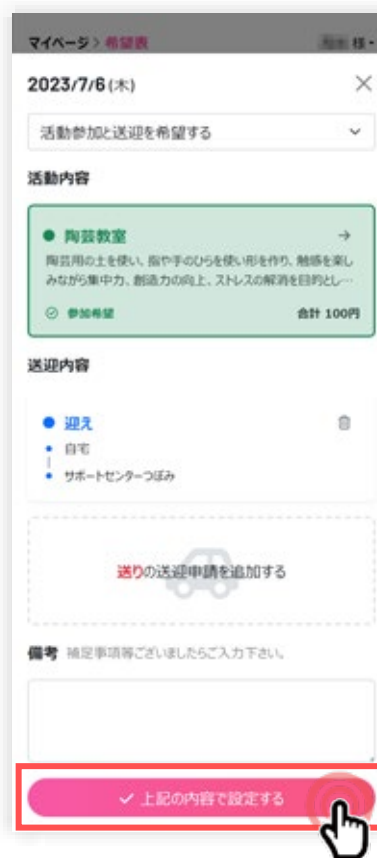 マイページ > 希望表 様
2023/7/6 (木)
活動参加と送迎を希望する
活動内容
陶芸教室
陶芸用の土を使い、指や手のひらを使い形を作り、触感を楽し
みながら集中力、創造力の向上、ストレスの解消を目的とし…
参加希望 合計 100円
送迎内容
迎え
自宅
サポートセンターつぼみ
送りの送迎申請を追加する
備考 補足事項等ございましたらご入力下さい。
上記の内容で設定する